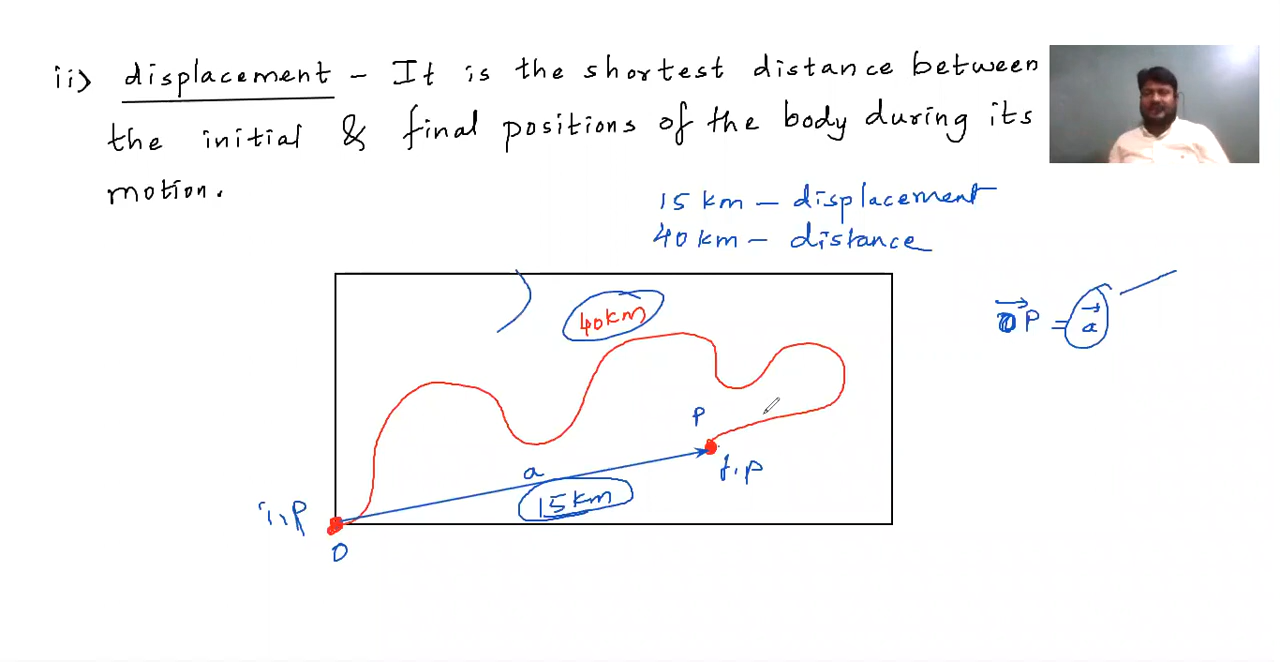 ii) displacement - It is the shortest distance between
the initial & final positions of the body during its
motion.
15 km - displacement
40 km - distance
40km
OP = a
P
a
f.p
15km
i.p
O